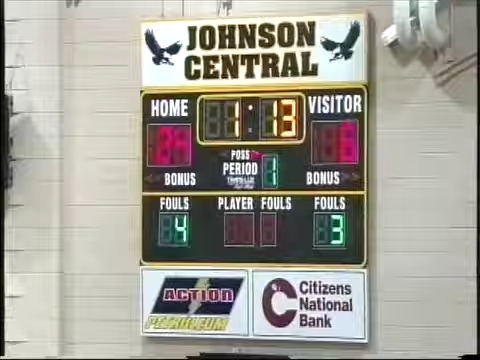 JOHNSON
CENTRAL
HOME
1:13
VISITOR
POSS
PERIOD
1
BONUS
BONUS
FOULS
PLAYER
FOULS
FOULS
4
3
ACTION
PETROLEUM
C
Citizens
National
Bank